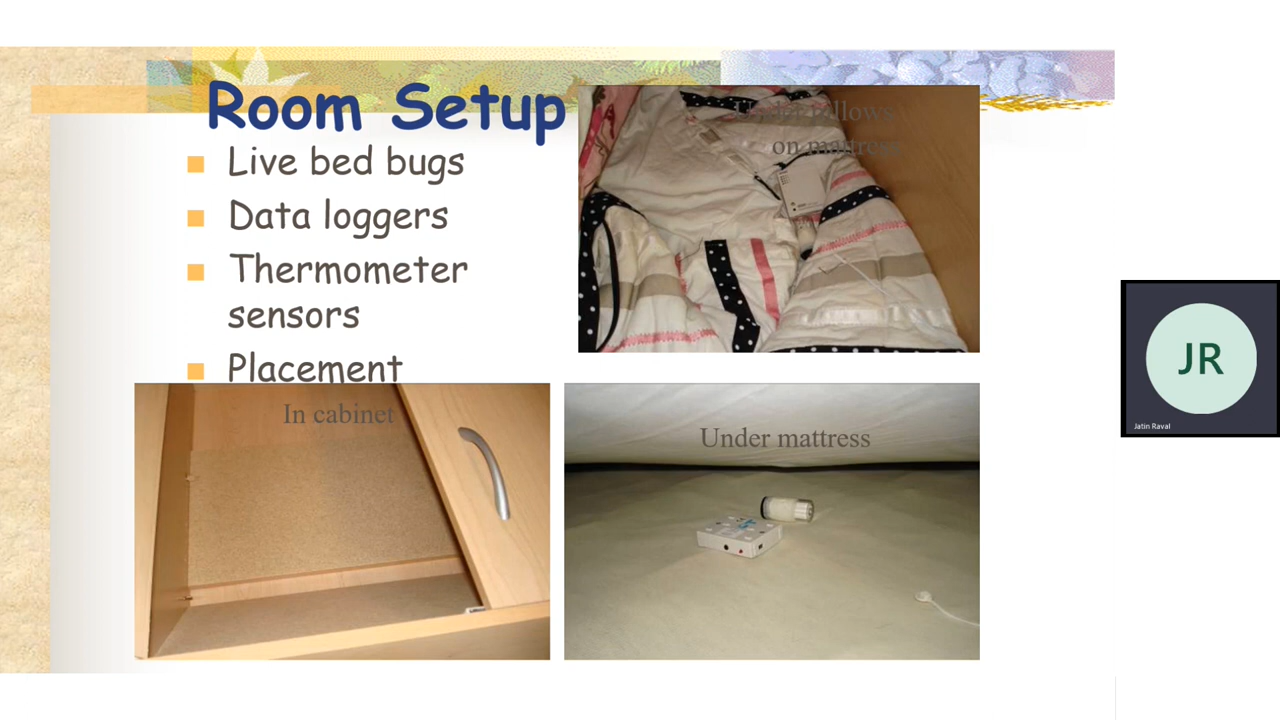 Room Setup
Live bed bugs
Data loggers
Thermometer
sensors
Placement
Under pillows
on mattress
In cabinet
Under mattress
JR
Jatin Raval